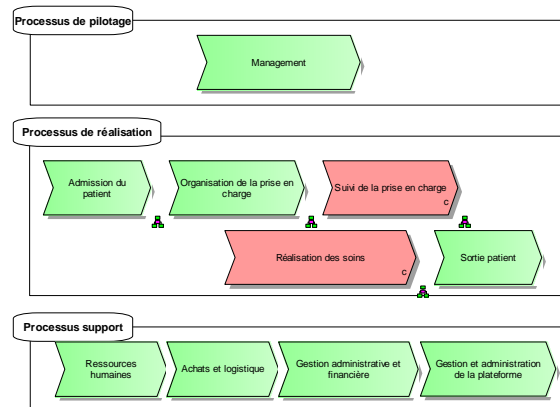 Processus de pilotage
Management
Processus de réalisation
Admission du
patient
Organisation de la prise en
charge
Suivi de la prise en charge
c
Réalisation des soins
c
Sortie patient
Processus support
Ressources
humaines
Achats et logistique
Gestion administrative et
financière
Gestion et administration
de la plateforme